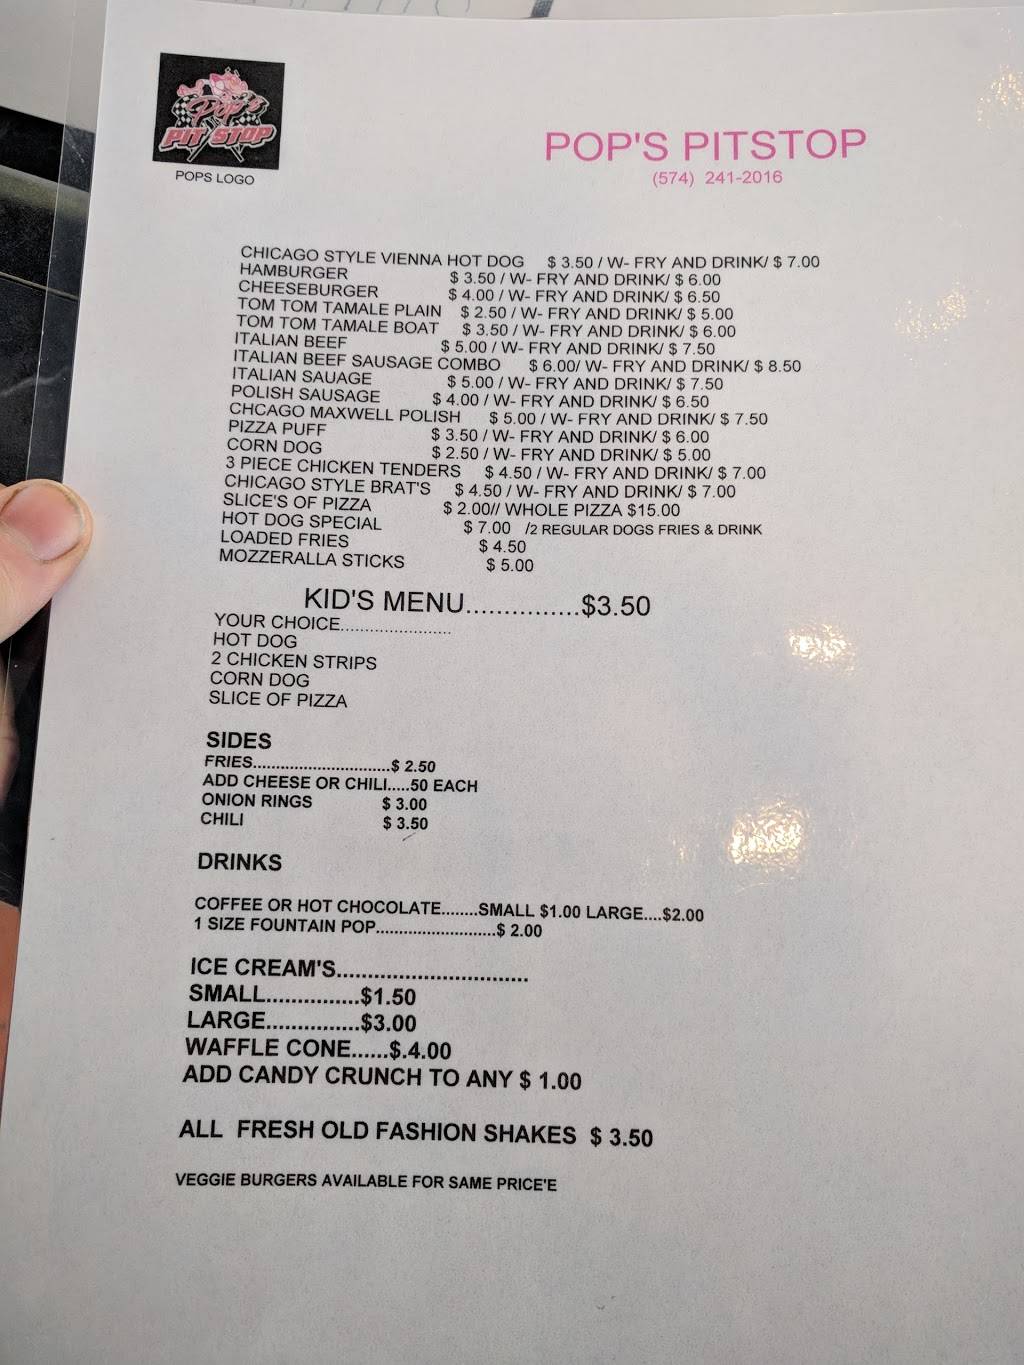 Pop's
PIT STOP
POPS LOGO
POP'S PITSTOP
(574) 241-2016
CHICAGO STYLE VIENNA HOT DOG $ 3.50 / W- FRY AND DRINK/ $ 7.00
HAMBURGER $ 3.50 / W- FRY AND DRINK/ $ 6.00
CHEESEBURGER $ 4.00 / W- FRY AND DRINK/ $ 6.50
TOM TOM TAMALE PLAIN $ 2.50 / W- FRY AND DRINK/ $ 5.00
TOM TOM TAMALE BOAT $ 3.50 / W- FRY AND DRINK/ $ 6.00
ITALIAN BEEF $ 5.00 / W- FRY AND DRINK/ $ 7.50
ITALIAN BEEF SAUSAGE COMBO $ 6.00/ W- FRY AND DRINK/ $ 8.50
ITALIAN SAUAGE $ 5.00 / W- FRY AND DRINK/ $ 7.50
POLISH SAUSAGE $ 4.00 / W- FRY AND DRINK/ $ 6.50
CHCAGO MAXWELL POLISH $ 5.00 / W- FRY AND DRINK/ $ 7.50
PIZZA PUFF $ 3.50 / W- FRY AND DRINK/ $ 6.00
CORN DOG $ 2.50 / W- FRY AND DRINK/ $ 5.00
3 PIECE CHICKEN TENDERS $ 4.50 / W- FRY AND DRINK/ $ 7.00
CHICAGO STYLE BRAT'S $ 4.50 / W- FRY AND DRINK/ $ 7.00
SLICE'S OF PIZZA $ 2.00// WHOLE PIZZA $15.00
HOT DOG SPECIAL $ 7.00 /2 REGULAR DOGS FRIES & DRINK
LOADED FRIES $ 4.50
MOZZERALLA STICKS $ 5.00
KID'S MENU...............$3.50
YOUR CHOICE.......................
HOT DOG
2 CHICKEN STRIPS
CORN DOG
SLICE OF PIZZA
SIDES
FRIES..............................$ 2.50
ADD CHEESE OR CHILI.....50 EACH
ONION RINGS $ 3.00
CHILI $ 3.50
DRINKS
COFFEE OR HOT CHOCOLATE........SMALL $1.00 LARGE....$2.00
1 SIZE FOUNTAIN POP..........................$ 2.00
ICE CREAM'S.............................
SMALL...............$1.50
LARGE...............$3.00
WAFFLE CONE......$.4.00
ADD CANDY CRUNCH TO ANY $ 1.00
ALL FRESH OLD FASHION SHAKES $ 3.50
VEGGIE BURGERS AVAILABLE FOR SAME PRICE'E